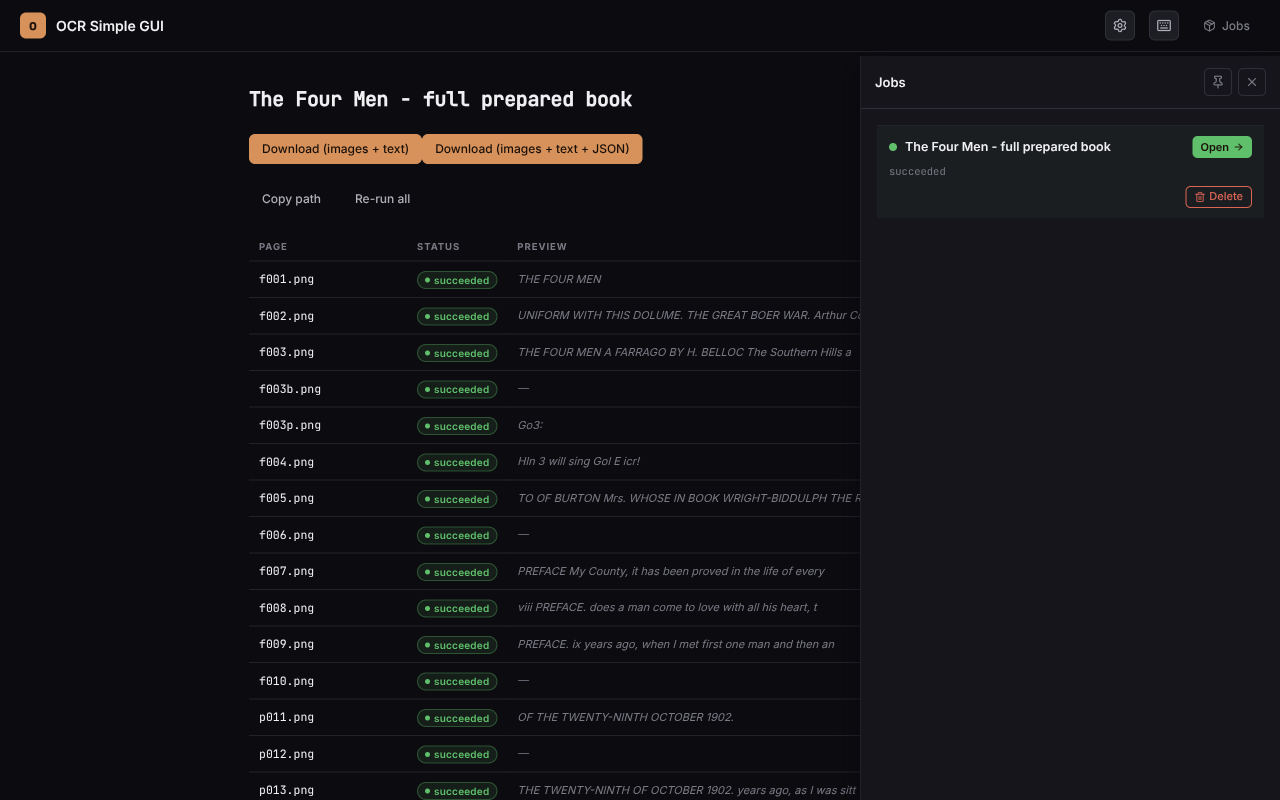 O OCR Simple GUI
Jobs
The Four Men - full prepared book
Download (images + text) Download (images + text + JSON)
Copy path Re-run all
PAGE STATUS PREVIEW
f001.png succeeded THE FOUR MEN
f002.png succeeded UNIFORM WITH THIS DOLUME. THE GREAT BOER WAR. Arthur
f003.png succeeded THE FOUR MEN A FARRAGO BY H. BELLOC The Southern Hills a
f003b.png succeeded —
f003p.png succeeded Go3:
f004.png succeeded Hln 3 will sing Gol E icr!
f005.png succeeded TO OF BURTON Mrs. WHOSE IN BOOK WRIGHT-BIDDULPH THE
f006.png succeeded —
f007.png succeeded PREFACE My County, it has been proved in the life of every
f008.png succeeded viii PREFACE. does a man come to love with all his heart, t
f009.png succeeded PREFACE. ix years ago, when I met first one man and then an
f010.png succeeded —
p011.png succeeded OF THE TWENTY-NINTH OCTOBER 1902.
p012.png succeeded —
p013.png succeeded THE TWENTY-NINTH OF OCTOBER 1902. years ago, as I was sitt
Jobs
The Four Men - full prepared book Open →
succeeded
Delete